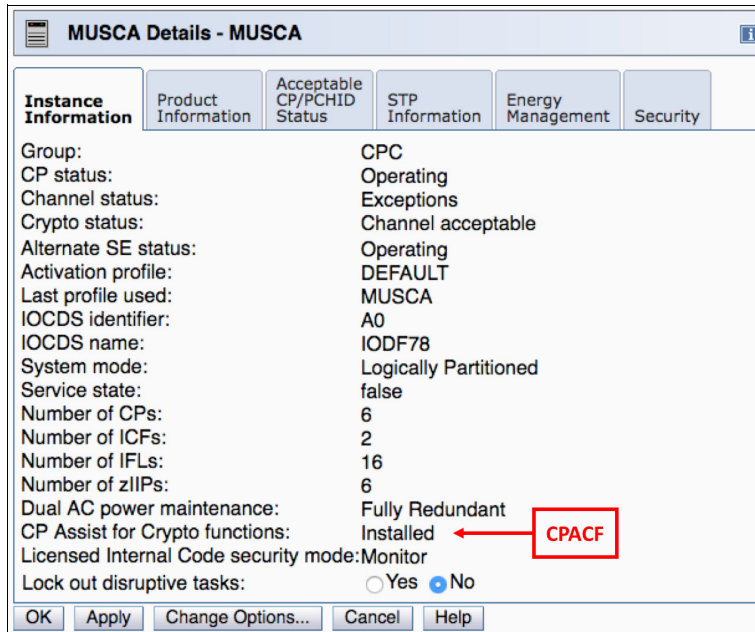 MUSCA Details - MUSCA
i
Instance Information
Product Information
Acceptable CP/PCHID Status
STP Information
Energy Management
Security
Group: CPC
CP status: Operating
Channel status: Exceptions
Crypto status: Channel acceptable
Alternate SE status: Operating
Activation profile: DEFAULT
Last profile used: MUSCA
IOCDS identifier: A0
IOCDS name: IODF78
System mode: Logically Partitioned
Service state: false
Number of CPs: 6
Number of ICFs: 2
Number of IFLs: 16
Number of zIIPs: 6
Dual AC power maintenance: Fully Redundant
CP Assist for Crypto functions: Installed CPACF
Licensed Internal Code security mode: Monitor
Lock out disruptive tasks: Yes No
OK Apply Change Options... Cancel Help